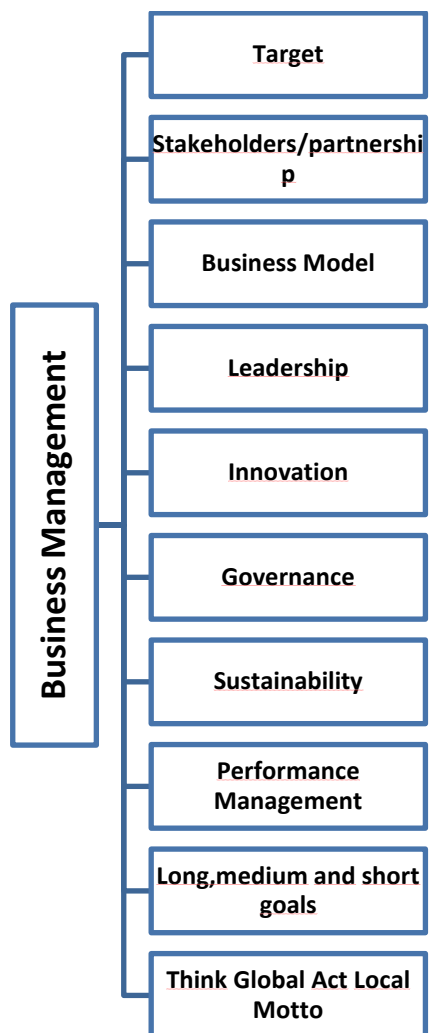 Business Management
Target
Stakeholders/partnershi
p
Business Model
Leadership
Innovation
Governance
Sustainability
Performance
Management
Long,medium and short
goals
Think Global Act Local
Motto